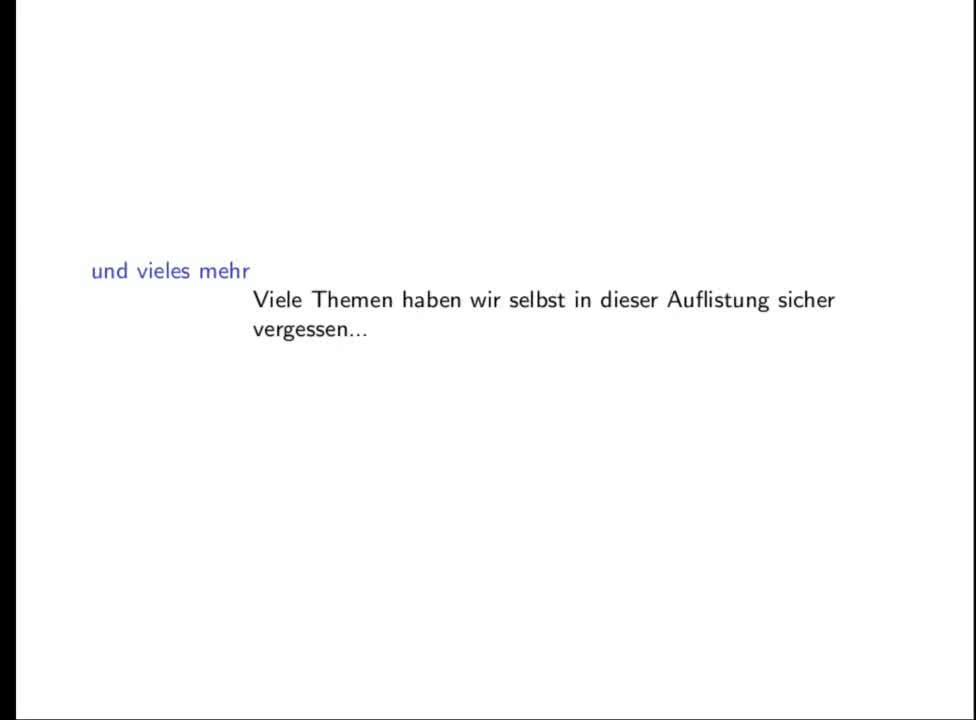 und vieles mehr
Viele Themen haben wir selbst in dieser Auflistung sicher
vergessen...